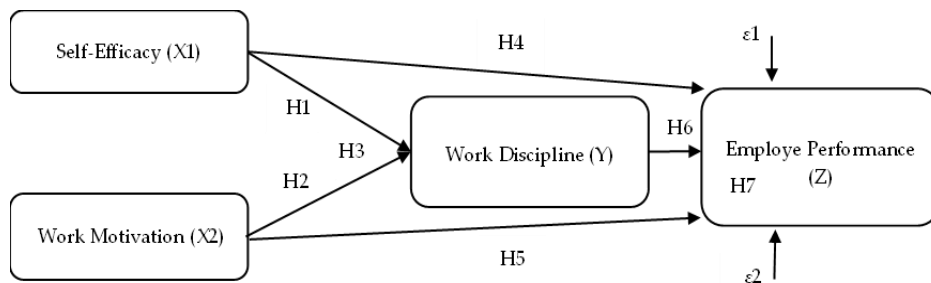 Self-Efficacy (X1)
H4
ε1
H1
H3
H2
Work Discipline (Y)
H6
Employe Performance
(Z)
H7
Work Motivation (X2)
H5
ε2